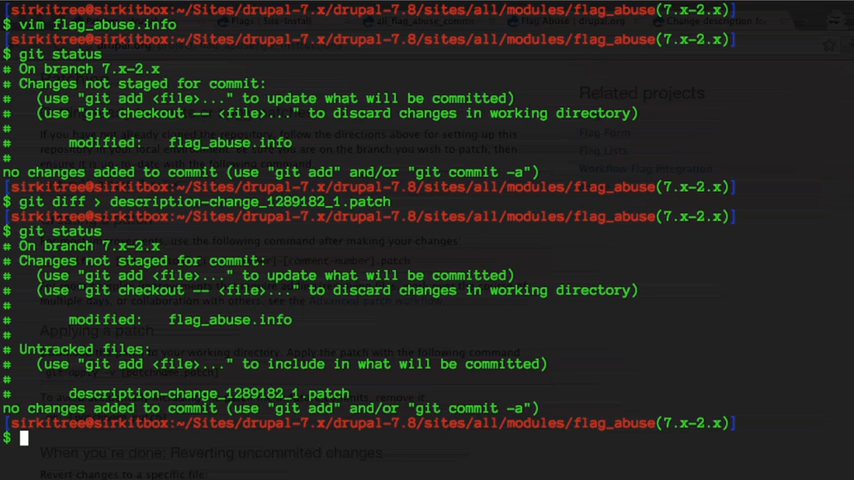 [sirkitree@sirkitbox:~/Sites/drupal-7.x/drupal-7.8/sites/all/modules/flag_abuse(7.x-2.x)]
$ vim flag_abuse.info
[sirkitree@sirkitbox:~/Sites/drupal-7.x/drupal-7.8/sites/all/modules/flag_abuse(7.x-2.x)]
$ git status
# On branch 7.x-2.x
# Changes not staged for commit:
#   (use "git add <file>..." to update what will be committed)
#   (use "git checkout -- <file>..." to discard changes in working directory)
#
#       modified:   flag_abuse.info
#
no changes added to commit (use "git add" and/or "git commit -a")
[sirkitree@sirkitbox:~/Sites/drupal-7.x/drupal-7.8/sites/all/modules/flag_abuse(7.x-2.x)]
$ git diff > description-change_1289182_1.patch
[sirkitree@sirkitbox:~/Sites/drupal-7.x/drupal-7.8/sites/all/modules/flag_abuse(7.x-2.x)]
$ git status
# On branch 7.x-2.x
# Changes not staged for commit:
#   (use "git add <file>..." to update what will be committed)
#   (use "git checkout -- <file>..." to discard changes in working directory)
#
#       modified:   flag_abuse.info
#
# Untracked files:
#   (use "git add <file>..." to include in what will be committed)
#
#       description-change_1289182_1.patch
no changes added to commit (use "git add" and/or "git commit -a")
[sirkitree@sirkitbox:~/Sites/drupal-7.x/drupal-7.8/sites/all/modules/flag_abuse(7.x-2.x)]
$
Related projects
Flag Form
Flag Lists
Workflow-Flag Integration
Applying a patch
When you're done: Reverting uncommited changes
Revert changes to a specific file: